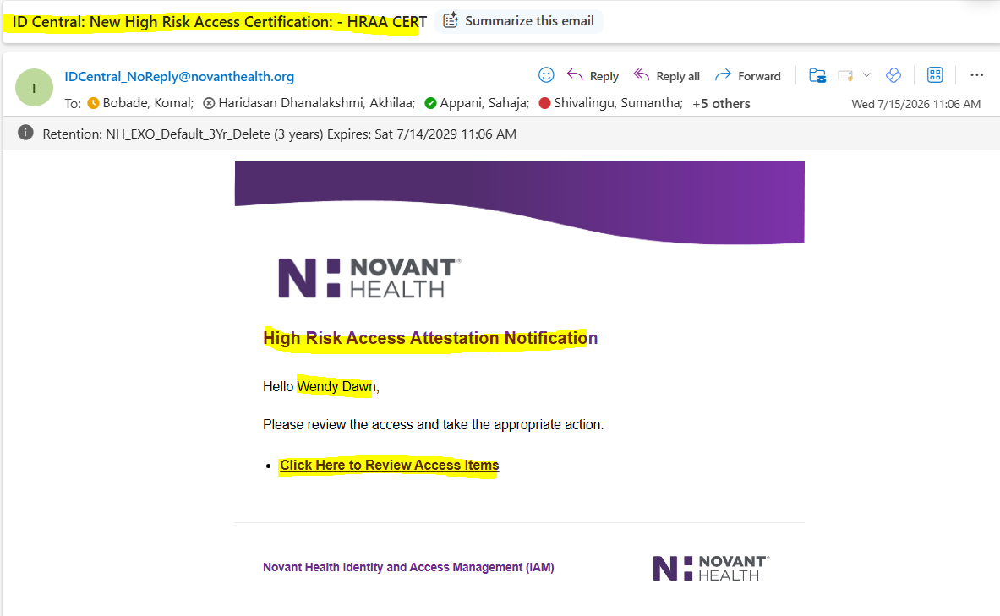 ID Central: New High Risk Access Certification: - HRAA CERT Summarize this email
I
IDCentral_NoReply@novanthealth.org Reply Reply all Forward
To: Bobade, Komal; Haridasan Dhanalakshmi, Akhilaa; Appani, Sahaja; Shivalingu, Sumantha; +5 others Wed 7/15/2026 11:06 AM
Retention: NH_EXO_Default_3Yr_Delete (3 years) Expires: Sat 7/14/2029 11:06 AM
NOVANT®
HEALTH
High Risk Access Attestation Notification
Hello Wendy Dawn,
Please review the access and take the appropriate action.
• Click Here to Review Access Items
Novant Health Identity and Access Management (IAM)
NOVANT®
HEALTH